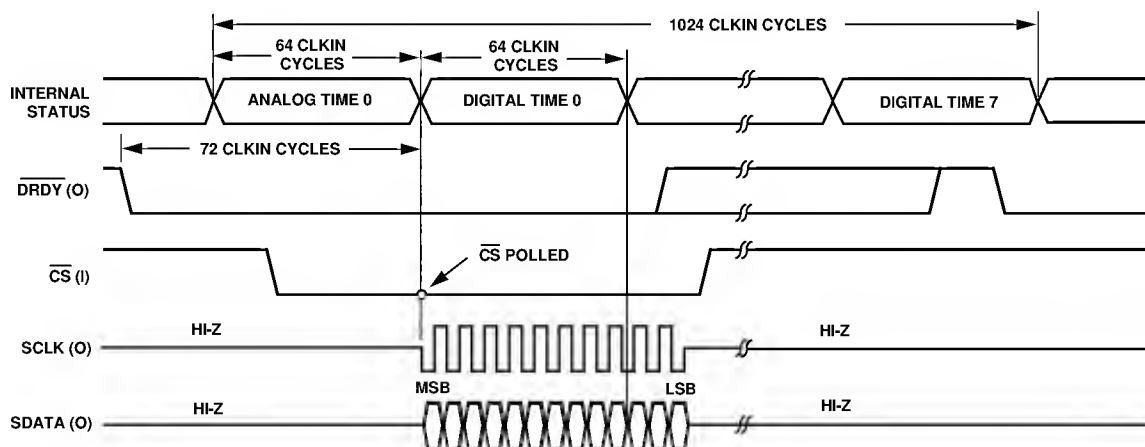 1024 CLKIN CYCLES
64 CLKIN
CYCLES
64 CLKIN
CYCLES
INTERNAL
STATUS
ANALOG TIME 0
DIGITAL TIME 0
DIGITAL TIME 7
72 CLKIN CYCLES
DRDY (O)
CS (I)
CS POLLED
SCLK (O)
HI-Z
HI-Z
MSB
LSB
SDATA (O)
HI-Z
HI-Z